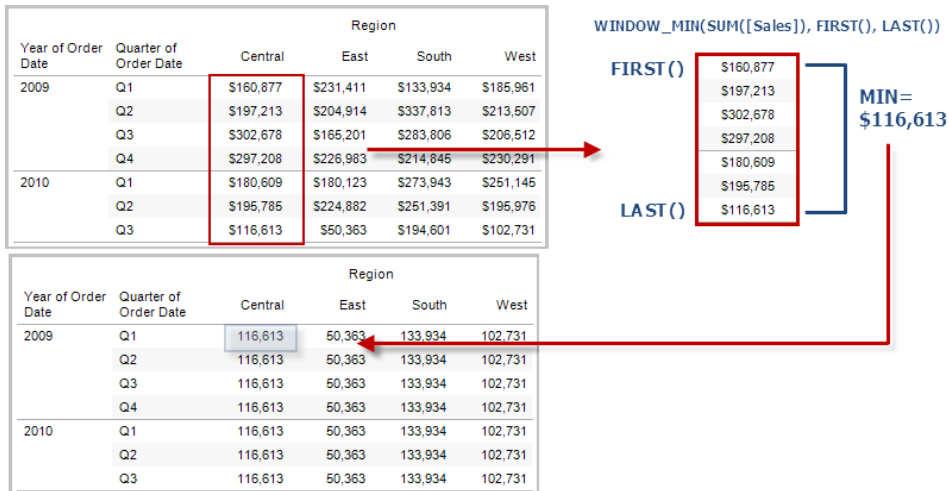 Region
Year of Order Date Quarter of Order Date Central East South West
2009 Q1 $160,877 $231,411 $133,934 $185,961
Q2 $197,213 $204,914 $337,813 $213,507
Q3 $302,678 $165,201 $283,806 $206,512
Q4 $297,208 $226,983 $214,845 $230,291
2010 Q1 $180,609 $180,123 $273,943 $251,145
Q2 $195,785 $224,882 $251,391 $195,976
Q3 $116,613 $50,363 $194,601 $102,731
WINDOW_MIN(SUM([Sales]), FIRST(), LAST())
FIRST() $160,877
$197,213
$302,678
$297,208
$180,609
$195,785
LAST() $116,613
MIN=
$116,613
Region
Year of Order Date Quarter of Order Date Central East South West
2009 Q1 116,613 50,363 133,934 102,731
Q2 116,613 50,363 133,934 102,731
Q3 116,613 50,363 133,934 102,731
Q4 116,613 50,363 133,934 102,731
2010 Q1 116,613 50,363 133,934 102,731
Q2 116,613 50,363 133,934 102,731
Q3 116,613 50,363 133,934 102,731